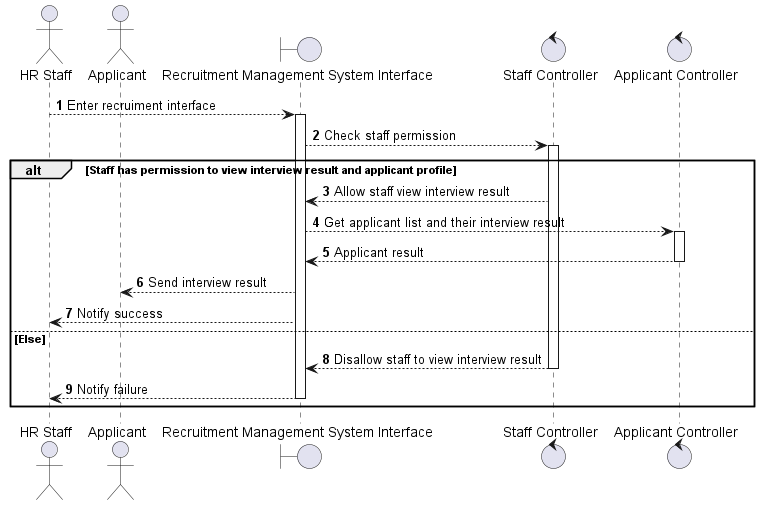 HR Staff Applicant Recruitment Management System Interface Staff Controller Applicant Controller
1 Enter recruiment interface
2 Check staff permission
alt [Staff has permission to view interview result and applicant profile]
3 Allow staff view interview result
4 Get applicant list and their interview result
5 Applicant result
6 Send interview result
7 Notify success
[Else]
8 Disallow staff to view interview result
9 Notify failure
HR Staff Applicant Recruitment Management System Interface Staff Controller Applicant Controller